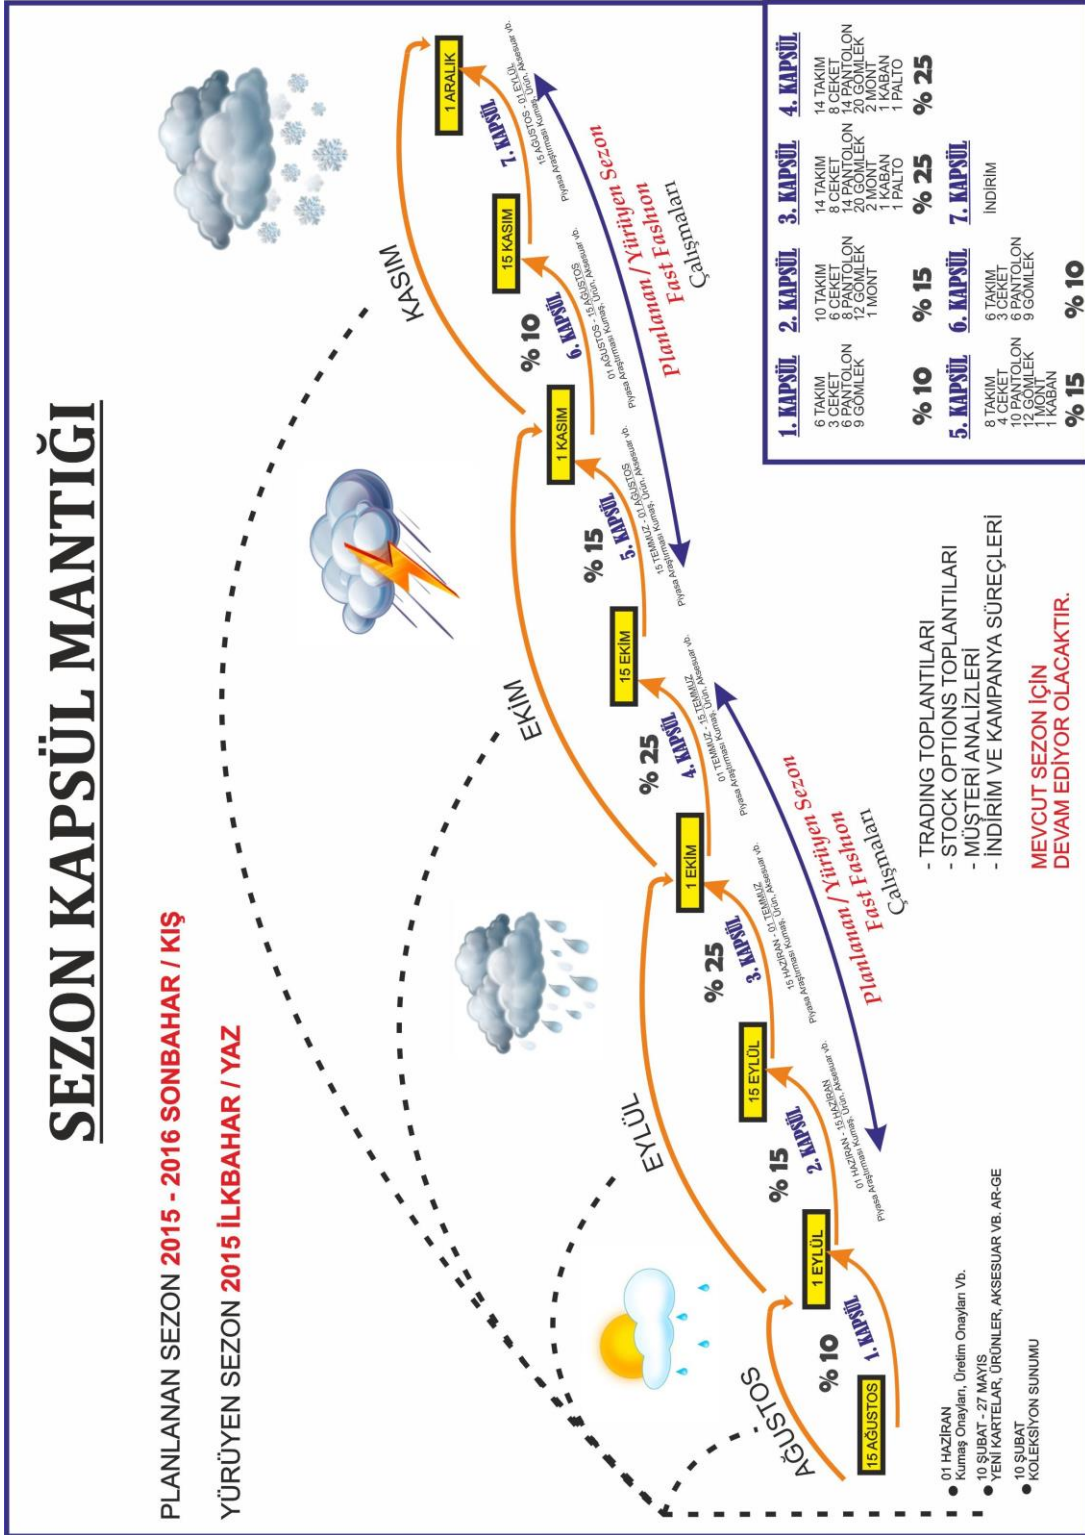 SEZON KAPSÜL MANTIĞI
PLANLANAN SEZON 2015 - 2016 SONBAHAR / KIŞ
YÜRÜYEN SEZON 2015 İLKBAHAR / YAZ
AĞUSTOS
EYLÜL
EKİM
KASIM
15 AĞUSTOS
% 10
1. KAPSÜL
1 EYLÜL
% 15
2. KAPSÜL
01 HAZİRAN - 15 HAZİRAN
Piyasa Araştırması Kumaş, Ürün, Aksesuar vb.
15 EYLÜL
% 25
3. KAPSÜL
15 HAZİRAN - 01 TEMMUZ
Piyasa Araştırması Kumaş, Ürün, Aksesuar vb.
1 EKİM
% 25
4. KAPSÜL
01 TEMMUZ - 15 TEMMUZ
Piyasa Araştırması Kumaş, Ürün, Aksesuar vb.
15 EKİM
% 15
5. KAPSÜL
15 TEMMUZ - 01 AĞUSTOS
Piyasa Araştırması Kumaş, Ürün, Aksesuar vb.
1 KASIM
% 10
6. KAPSÜL
01 AĞUSTOS - 15 AĞUSTOS
Piyasa Araştırması Kumaş, Ürün, Aksesuar vb.
15 KASIM
7. KAPSÜL
15 AĞUSTOS - 01 EYLÜL
Piyasa Araştırması Kumaş, Ürün, Aksesuar vb.
1 ARALIK
Planlanan / Yürüyen Sezon
Fast Fashıon
Çalışmaları
Planlanan / Yürüyen Sezon
Fast Fashıon
Çalışmaları
● 01 HAZİRAN
Kumaş Onayları, Üretim Onayları Vb.
● 10 ŞUBAT - 27 MAYIS
YENİ KARTELAR, ÜRÜNLER, AKSESUAR VB. AR-GE
● 10 ŞUBAT
KOLEKSİYON SUNUMU
- TRADING TOPLANTILARI
- STOCK OPTIONS TOPLANTILARI
- MÜŞTERİ ANALİZLERİ
- İNDİRİM VE KAMPANYA SÜREÇLERİ
MEVCUT SEZON İÇİN
DEVAM EDİYOR OLACAKTIR.
1. KAPSÜL
6 TAKIM
3 CEKET
6 PANTOLON
9 GÖMLEK
% 10
2. KAPSÜL
10 TAKIM
6 CEKET
8 PANTOLON
12 GÖMLEK
1 MONT
% 15
3. KAPSÜL
14 TAKIM
8 CEKET
14 PANTOLON
20 GÖMLEK
2 MONT
1 KABAN
1 PALTO
% 25
4. KAPSÜL
14 TAKIM
8 CEKET
14 PANTOLON
20 GÖMLEK
2 MONT
1 KABAN
1 PALTO
% 25
5. KAPSÜL
8 TAKIM
4 CEKET
10 PANTOLON
12 GÖMLEK
1 MONT
1 KABAN
% 15
6. KAPSÜL
6 TAKIM
3 CEKET
6 PANTOLON
9 GÖMLEK
% 10
7. KAPSÜL
İNDİRİM